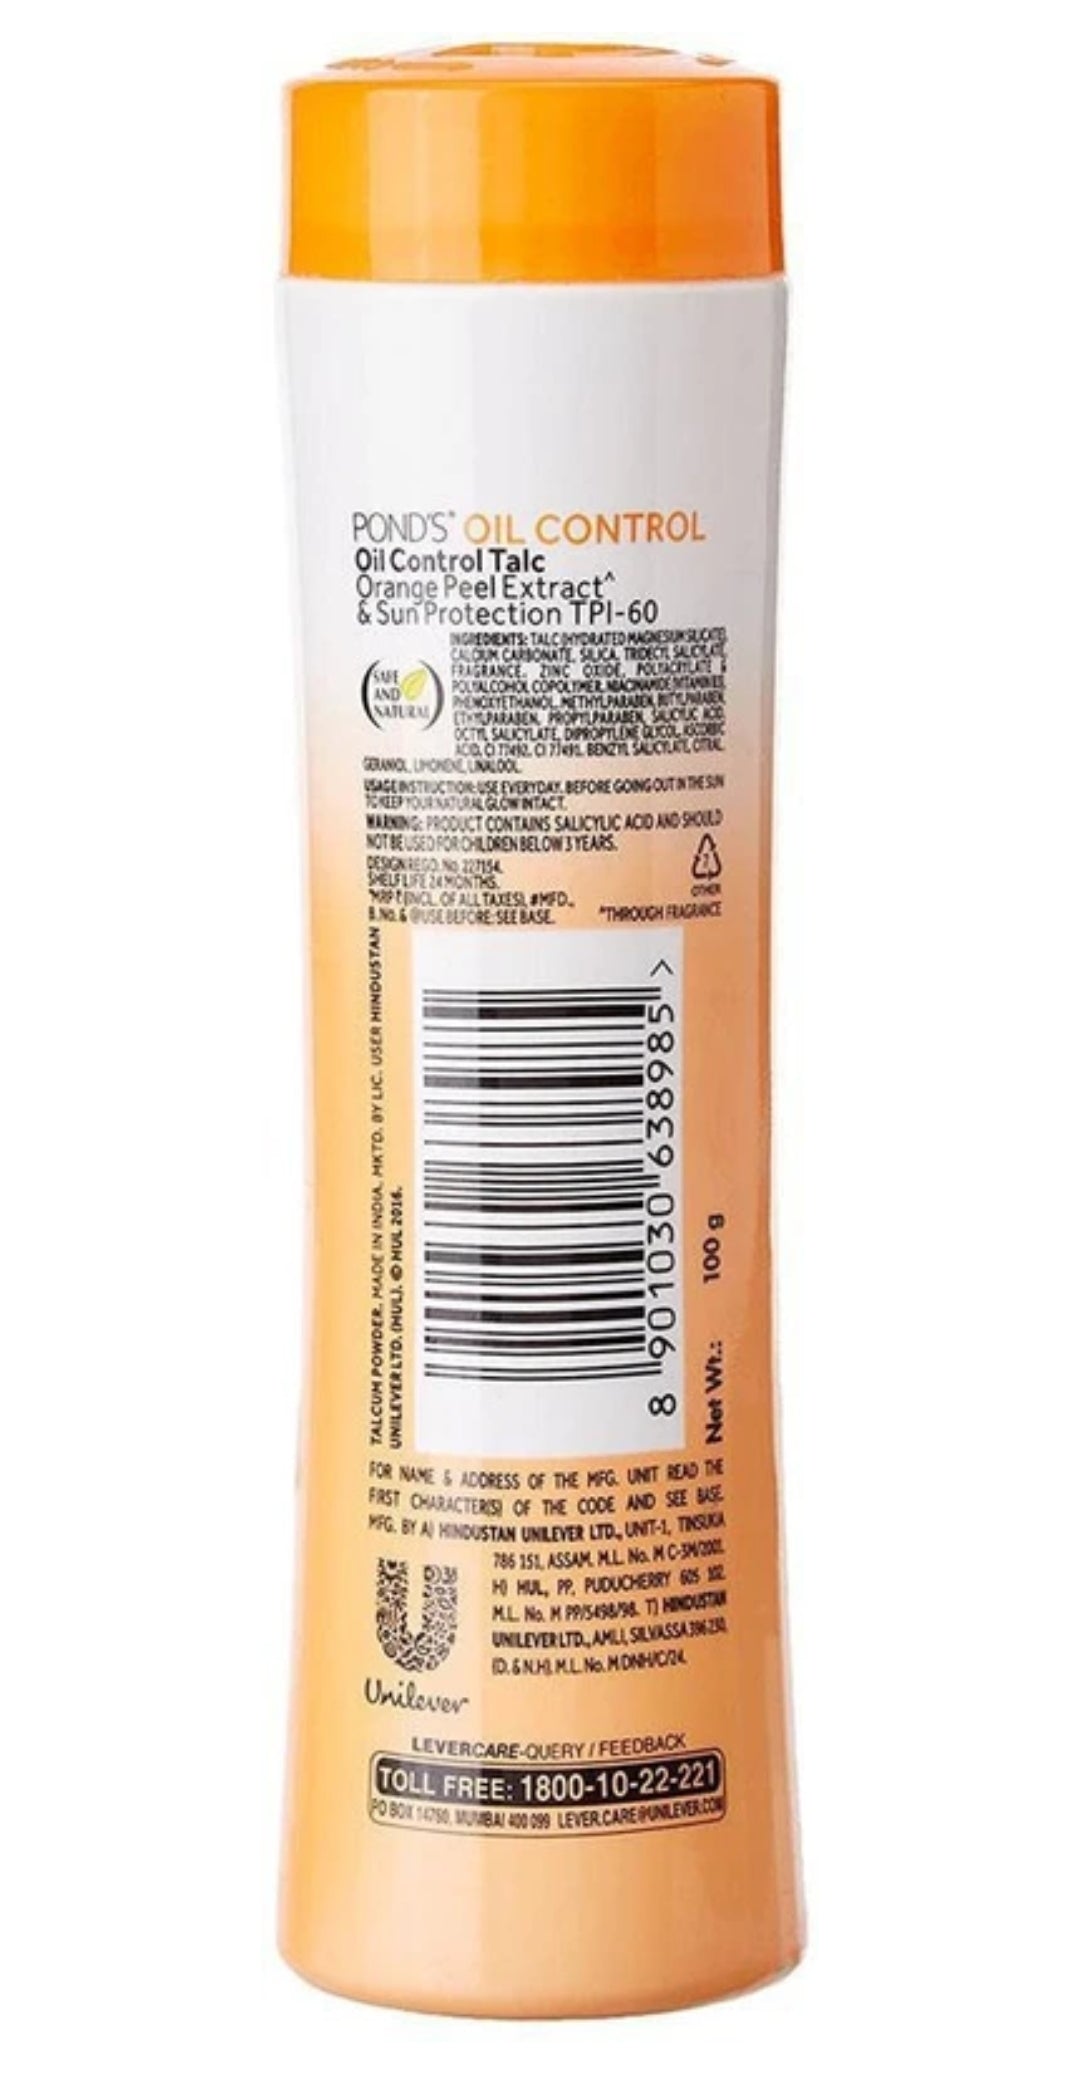 POND'S® OIL CONTROL
Oil Control Talc
Orange Peel Extract^
& Sun Protection TPI-60
SAFE
AND
NATURAL
INGREDIENTS: TALC (HYDRATED MAGNESIUM SILICATE),
CALCIUM CARBONATE, SILICA, TRIDECYL SALICYLATE,
FRAGRANCE, ZINC OXIDE, POLYACRYLATE &
POLYALCOHOL COPOLYMER, NIACINAMIDE (VITAMIN B3),
PHENOXYETHANOL, METHYLPARABEN, BUTYLPARABEN,
ETHYLPARABEN, PROPYLPARABEN, SALICYLIC ACID,
OCTYL SALICYLATE, DIPROPYLENE GLYCOL, ASCORBIC
ACID, CI 77492, CI 77491, BENZYL SALICYLATE, CITRAL,
GERANIOL, LIMONENE, LINALOOL.
USAGE INSTRUCTION: USE EVERYDAY, BEFORE GOING OUT IN THE SUN
TO KEEP YOUR NATURAL GLOW INTACT.
WARNING: PRODUCT CONTAINS SALICYLIC ACID AND SHOULD
NOT BE USED FOR CHILDREN BELOW 3 YEARS.
DESIGN REGD. No. 227154.
SHELF LIFE 24 MONTHS.
*MRP ₹ (INCL. OF ALL TAXES), #MFD.,
B.No. & @USE BEFORE: SEE BASE.
7
OTHER
^THROUGH FRAGRANCE
TALCUM POWDER. MADE IN INDIA. MKTD. BY LIC. USER HINDUSTAN
UNILEVER LTD. (HUL). © HUL 2016.
8 901030 638985 >
Net Wt.: 100 g
FOR NAME & ADDRESS OF THE MFG. UNIT READ THE
FIRST CHARACTER(S) OF THE CODE AND SEE BASE.
MFG. BY A) HINDUSTAN UNILEVER LTD., UNIT-1, TINSUKIA
786 151, ASSAM. M.L. No. M C-3M/2001.
H) HUL, PP, PUDUCHERRY 605 102.
M.L. No. M PP/5498/98. T) HINDUSTAN
UNILEVER LTD., AMLI, SILVASSA 396 230,
(D. & N.H). M.L. No. M DNH/C/24.
Unilever
LEVERCARE-QUERY / FEEDBACK
TOLL FREE: 1800-10-22-221
PO BOX 14760, MUMBAI 400 099 LEVER.CARE@UNILEVER.COM